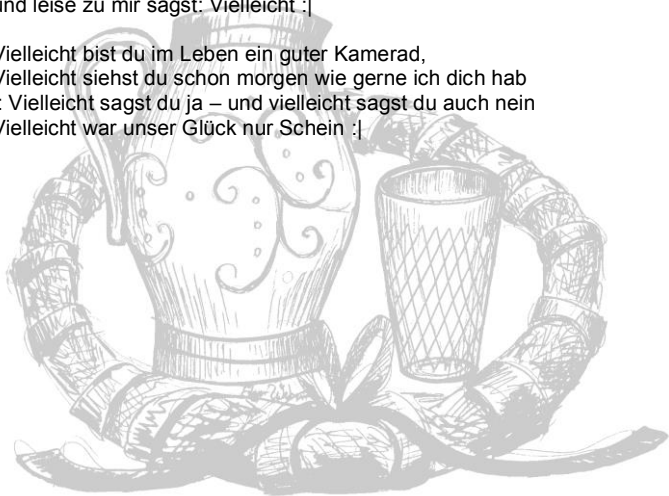 und leise zu mir sagst: Vielleicht :|
Vielleicht bist du im Leben ein guter Kamerad,
Vielleicht siehst du schon morgen wie gerne ich dich hab
: Vielleicht sagst du ja – und vielleicht sagst du auch nein
Vielleicht war unser Glück nur Schein :|